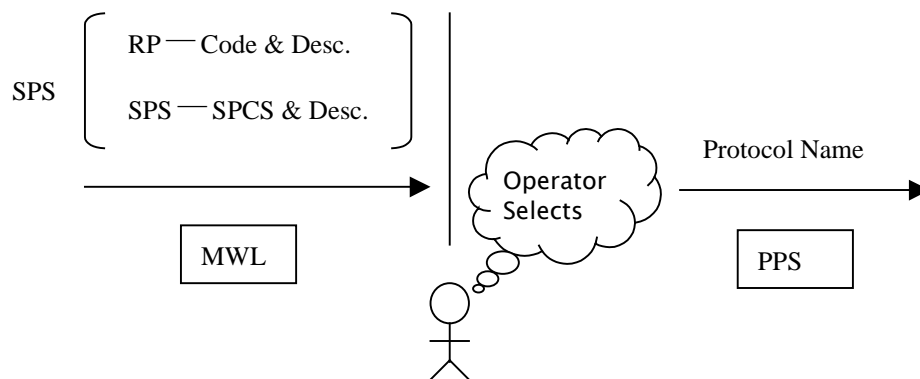 RP — Code & Desc.
SPS
SPS — SPCS & Desc.
Protocol Name
Operator
Selects
MWL
PPS